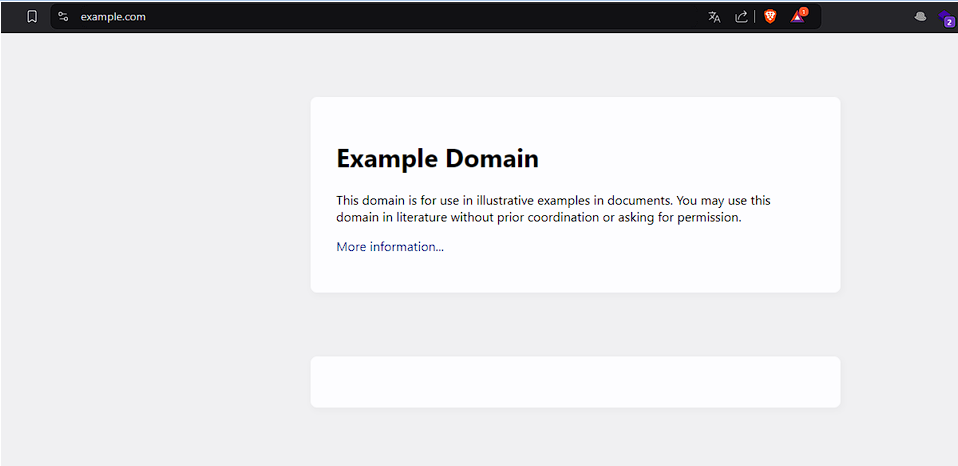 example.com
1
2
Example Domain
This domain is for use in illustrative examples in documents. You may use this
domain in literature without prior coordination or asking for permission.
More information...